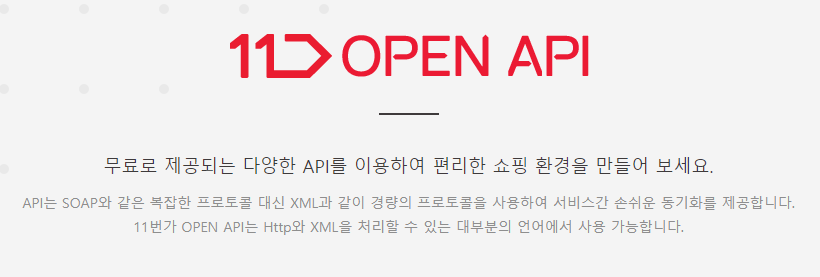 11 OPEN API
무료로 제공되는 다양한 API를 이용하여 편리한 쇼핑 환경을 만들어 보세요.
API는 SOAP와 같은 복잡한 프로토콜 대신 XML과 같이 경량의 프로토콜을 사용하여 서비스간 손쉬운 동기화를 제공합니다.
11번가 OPEN API는 Http와 XML을 처리할 수 있는 대부분의 언어에서 사용 가능합니다.